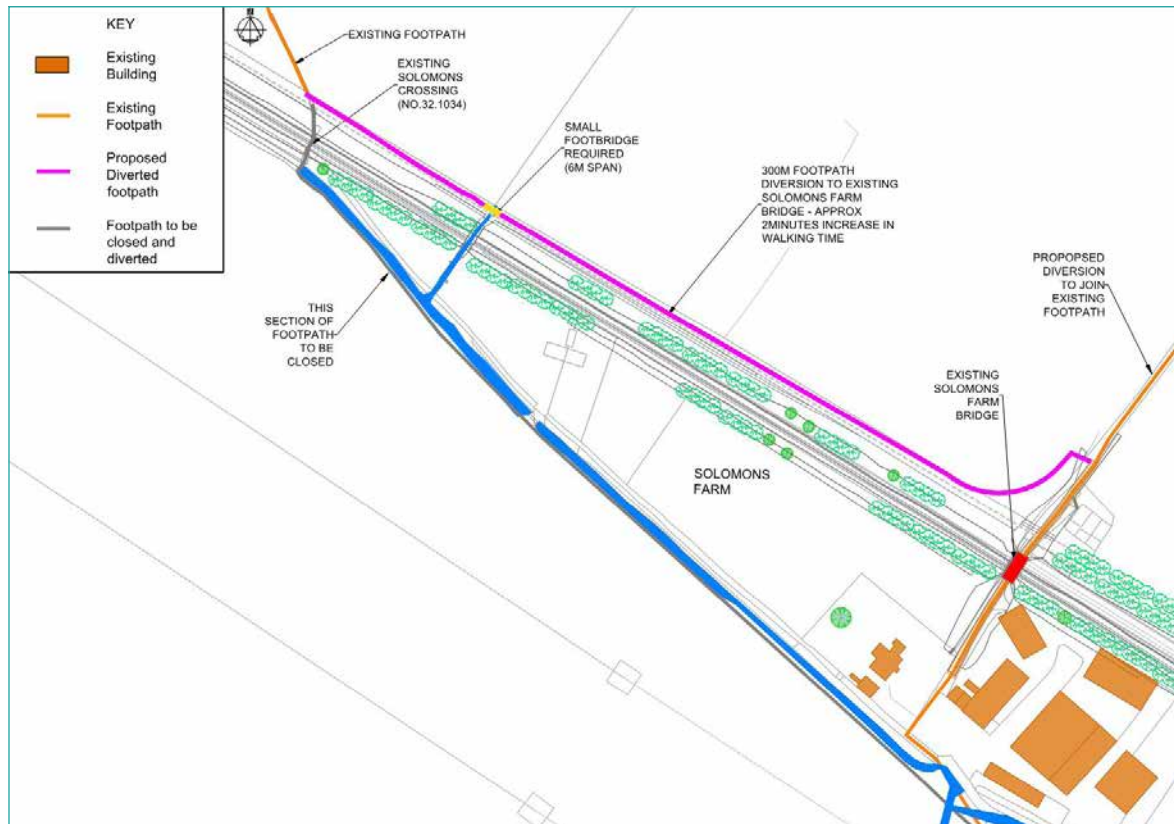 KEY
Existing
Building
Existing
Footpath
Proposed
Diverted
footpath
Footpath to be
closed and
diverted
EXISTING FOOTPATH
EXISTING
SOLOMONS
CROSSING
(NO.32.1034)
SMALL
FOOTBRIDGE
REQUIRED
(6M SPAN)
300M FOOTPATH
DIVERSION TO EXISTING
SOLOMONS FARM
BRIDGE - APPROX
2MINUTES INCREASE IN
WALKING TIME
PROPOPSED
DIVERSION
TO JOIN
EXISTING
FOOTPATH
THIS
SECTION OF
FOOTPATH
TO BE
CLOSED
EXISTING
SOLOMONS
FARM
BRIDGE
SOLOMONS
FARM